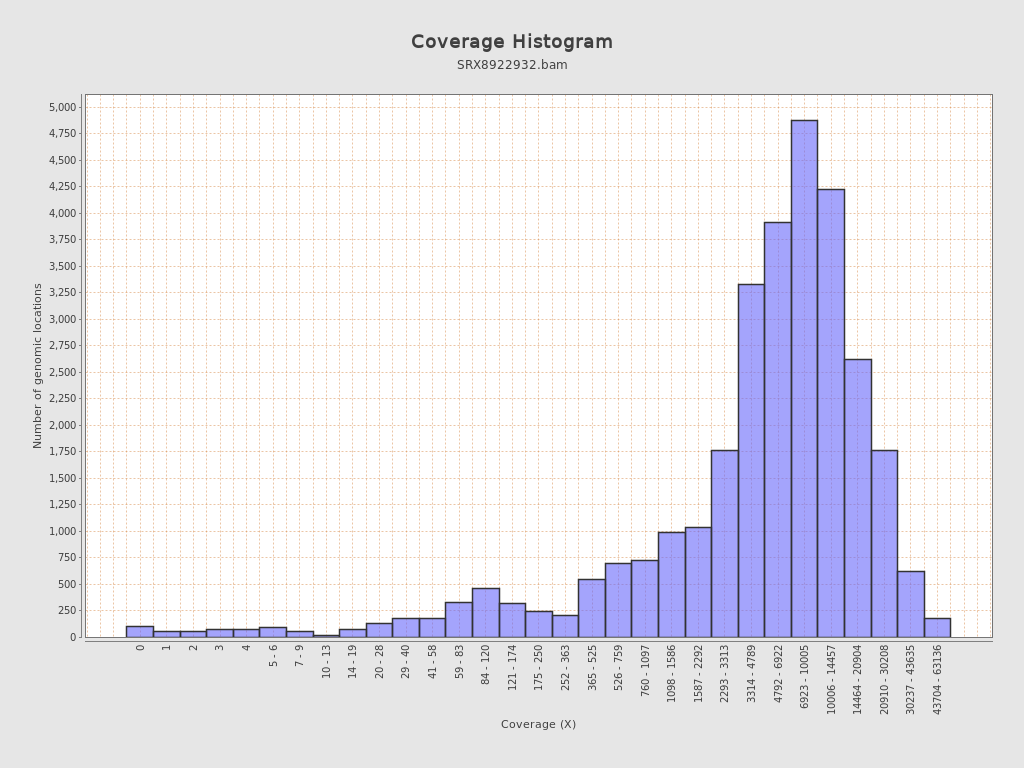 Coverage Histogram
SRX8922932.bam
Number of genomic locations
5,000
4,750
4,500
4,250
4,000
3,750
3,500
3,250
3,000
2,750
2,500
2,250
2,000
1,750
1,500
1,250
1,000
750
500
250
0
0
1
2
3
4
5 - 6
7 - 9
10 - 13
14 - 19
20 - 28
29 - 40
41 - 58
59 - 83
84 - 120
121 - 174
175 - 250
252 - 363
365 - 525
526 - 759
760 - 1097
1098 - 1586
1587 - 2292
2293 - 3313
3314 - 4789
4792 - 6922
6923 - 10005
10006 - 14457
14464 - 20904
20910 - 30208
30237 - 43635
43704 - 63136
Coverage (X)